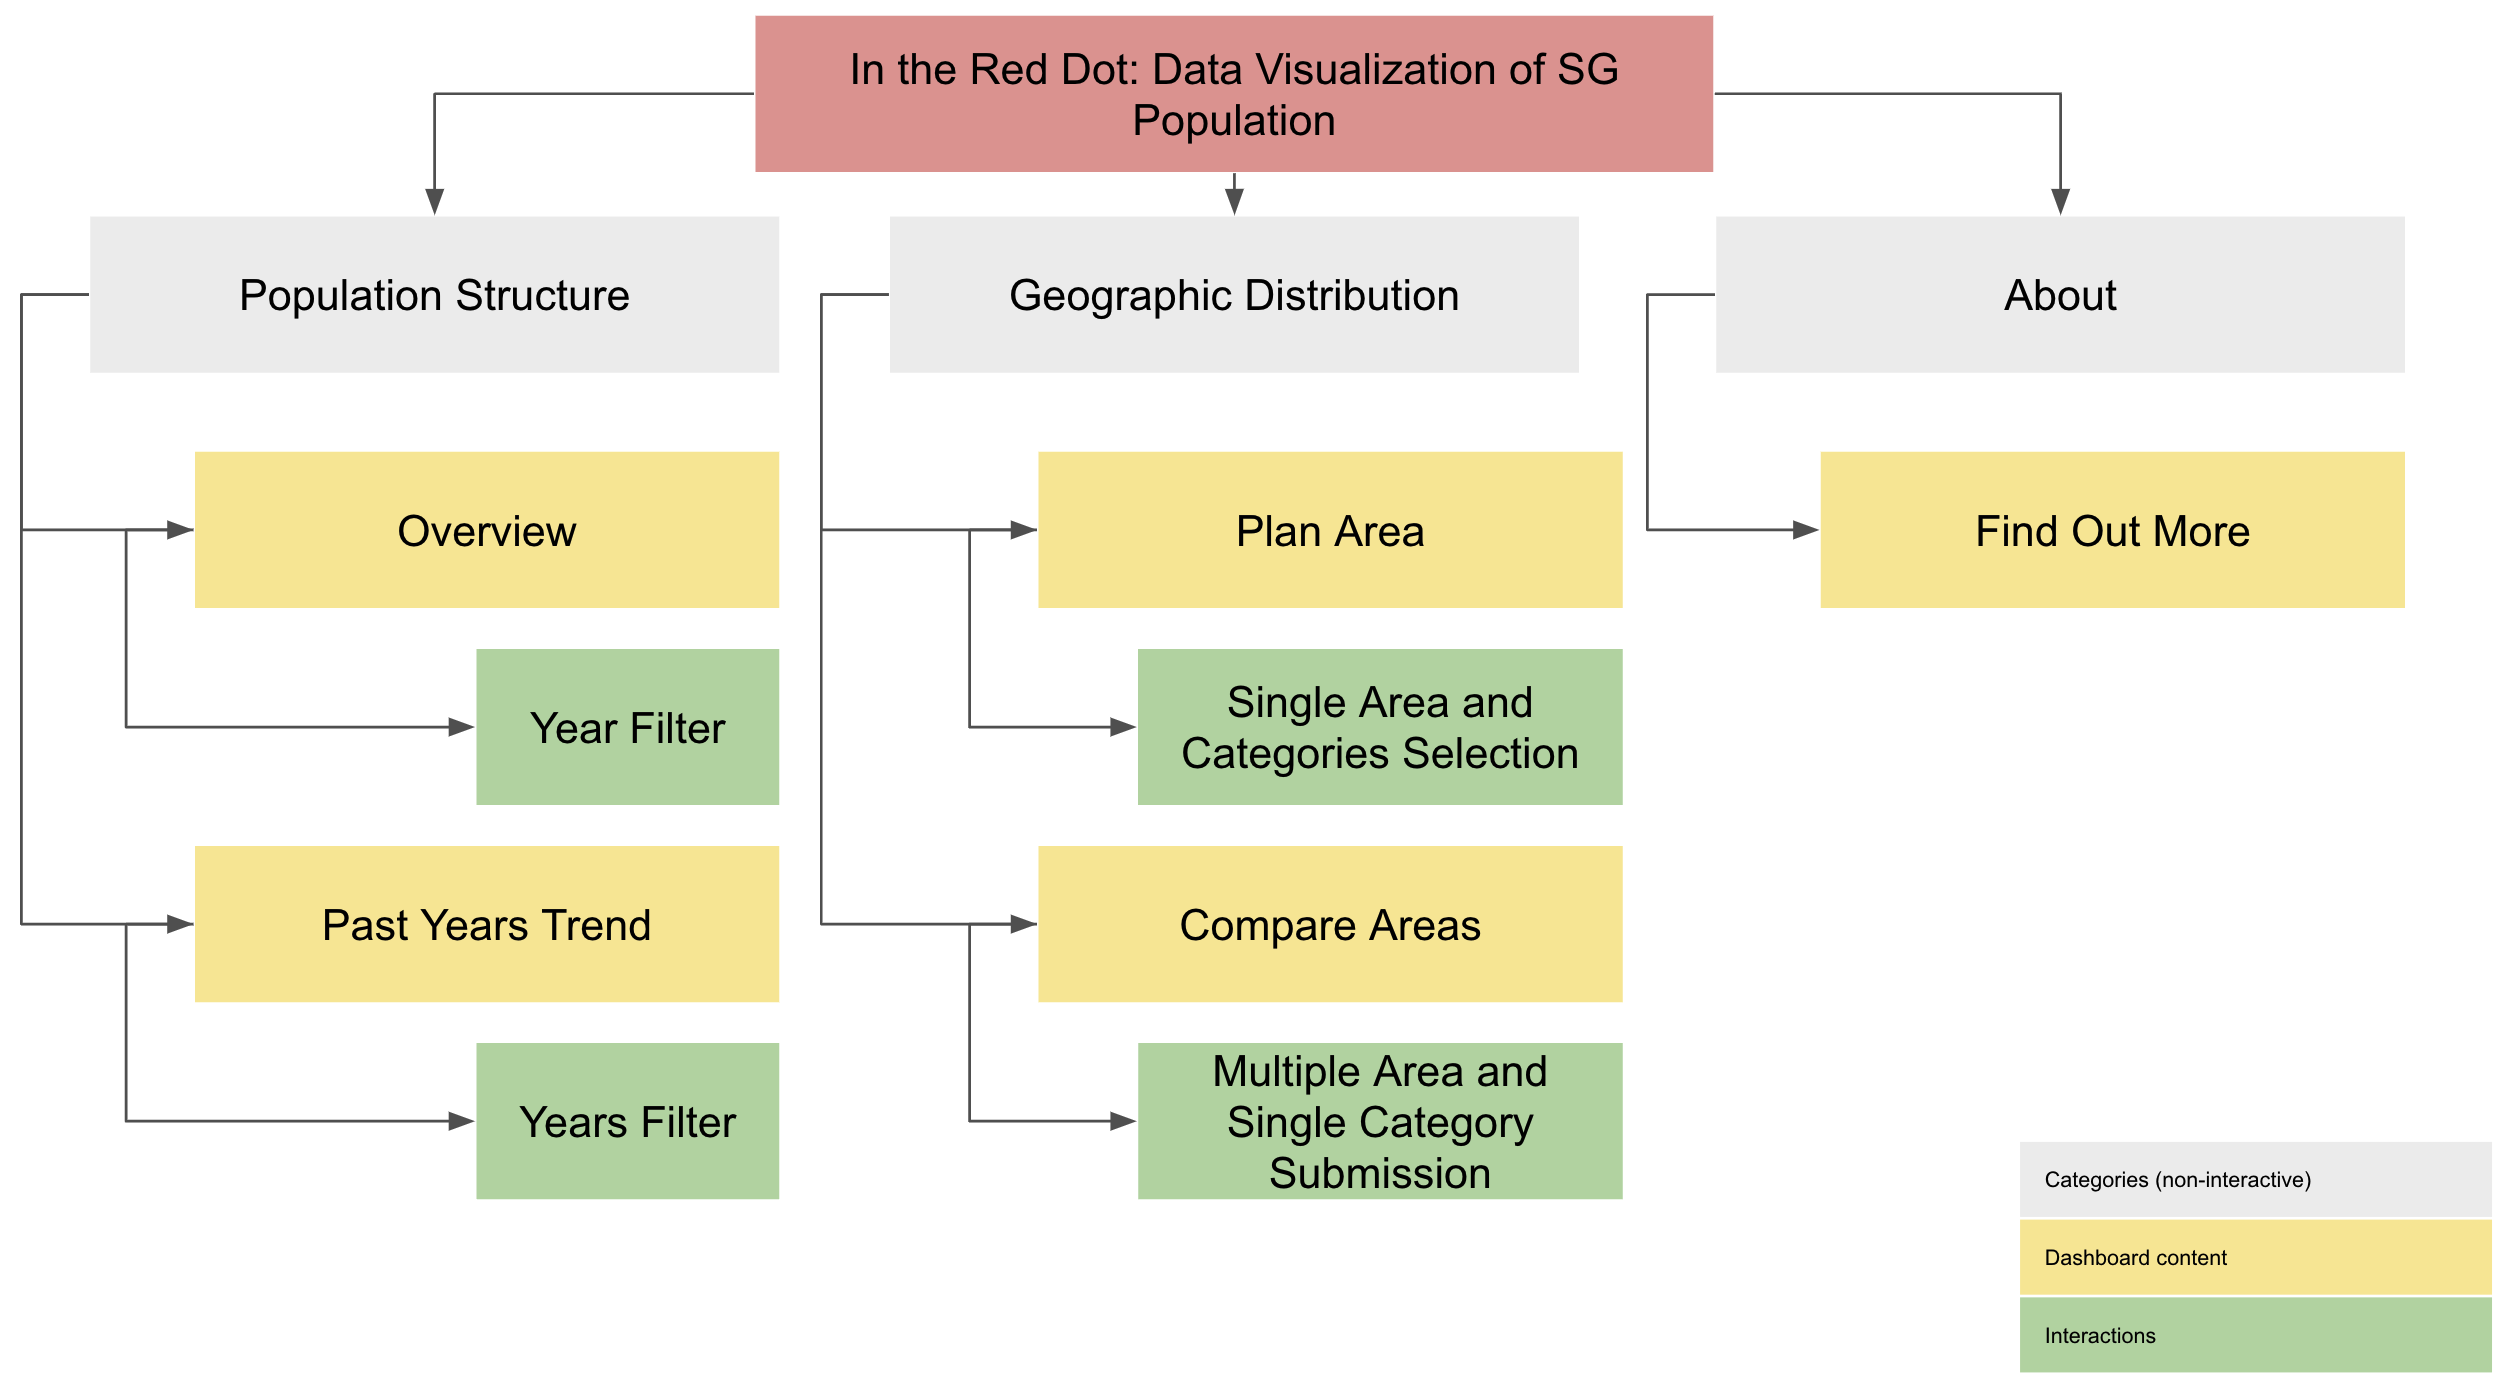 In the Red Dot: Data Visualization of SG
Population
Population Structure
Geographic Distribution
About
Overview
Plan Area
Find Out More
Year Filter
Single Area and
Categories Selection
Past Years Trend
Compare Areas
Years Filter
Multiple Area and
Single Category
Submission
Categories (non-interactive)
Dashboard content
Interactions